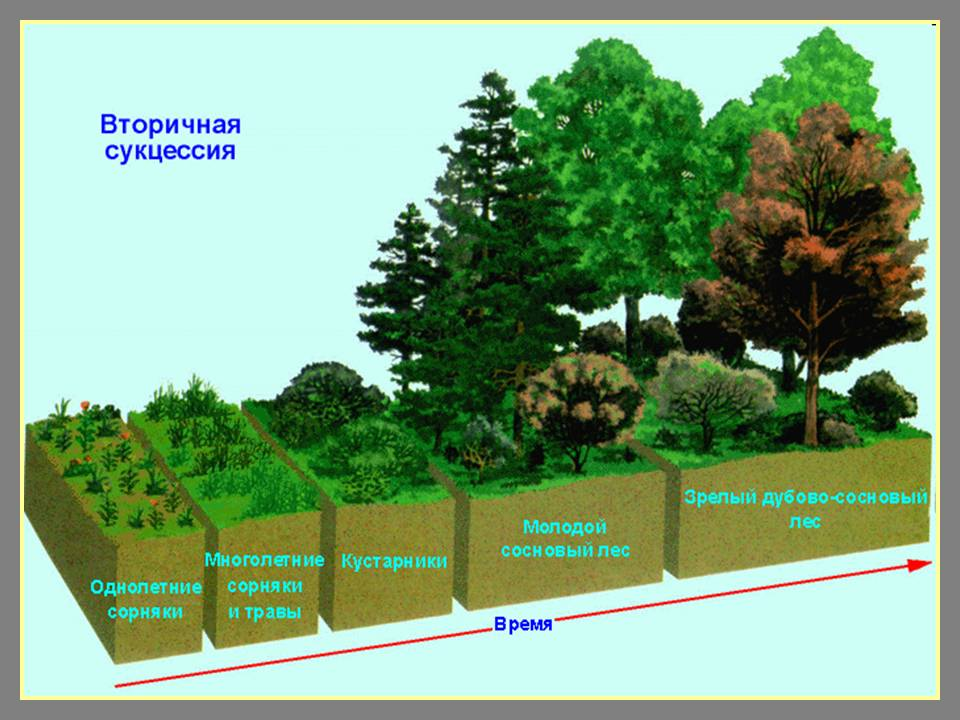 Вторичная
сукцессия
Однолетние
сорняки
Многолетние
сорняки
и травы
Кустарники
Молодой
сосновый лес
Зрелый дубово-сосновый
лес
Время